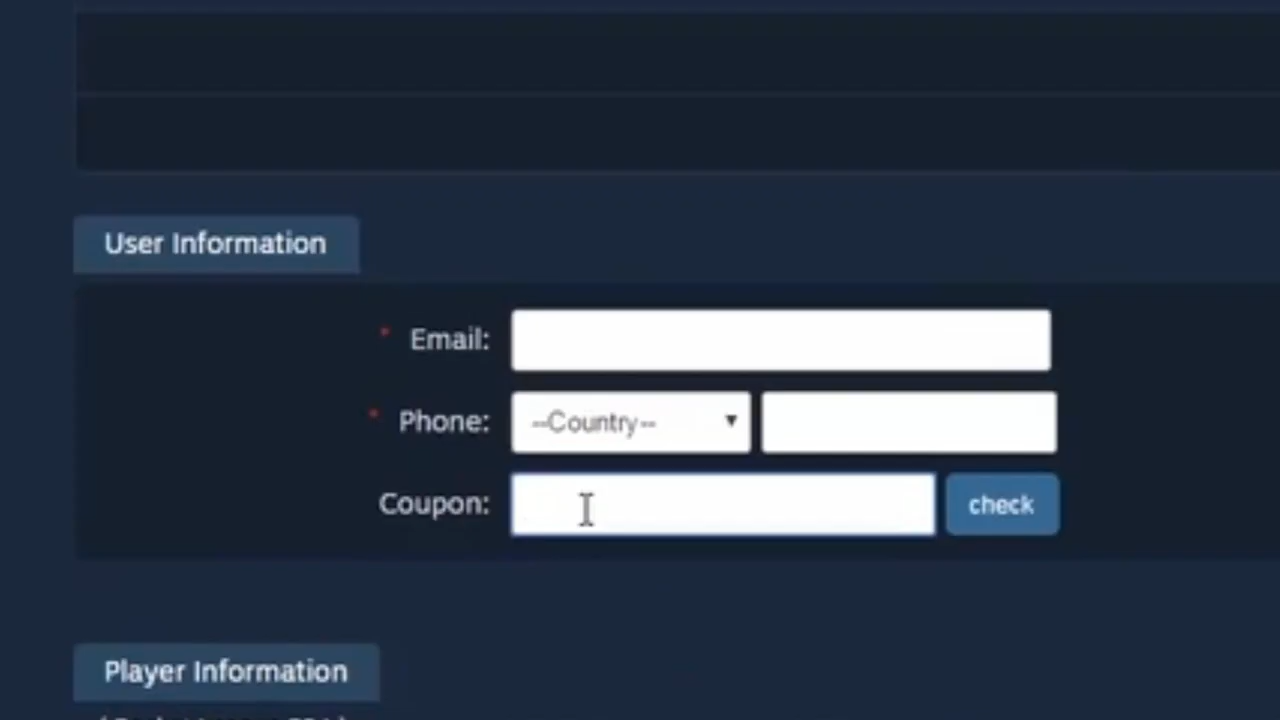 User Information
* Email:
* Phone: --Country-- ▼
Coupon: check
Player Information